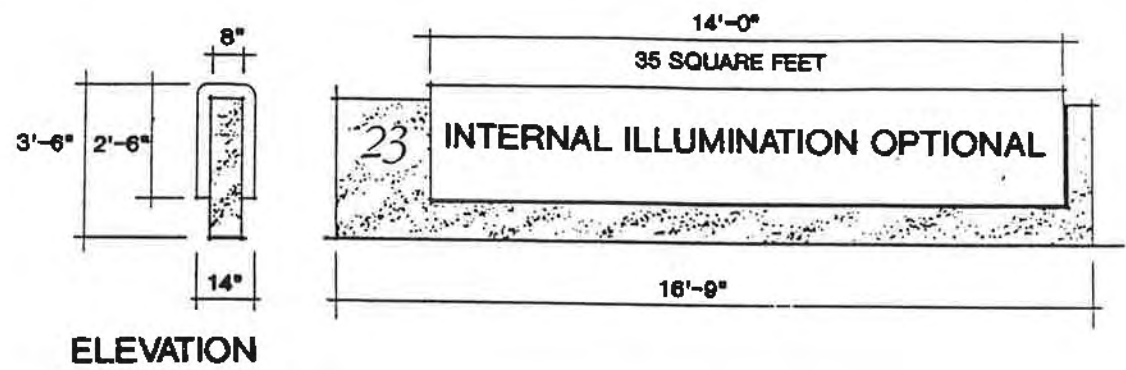 14'-0"
8"
35 SQUARE FEET
3'-6" 2'-6"
23 INTERNAL ILLUMINATION OPTIONAL
14"
16'-9"
ELEVATION